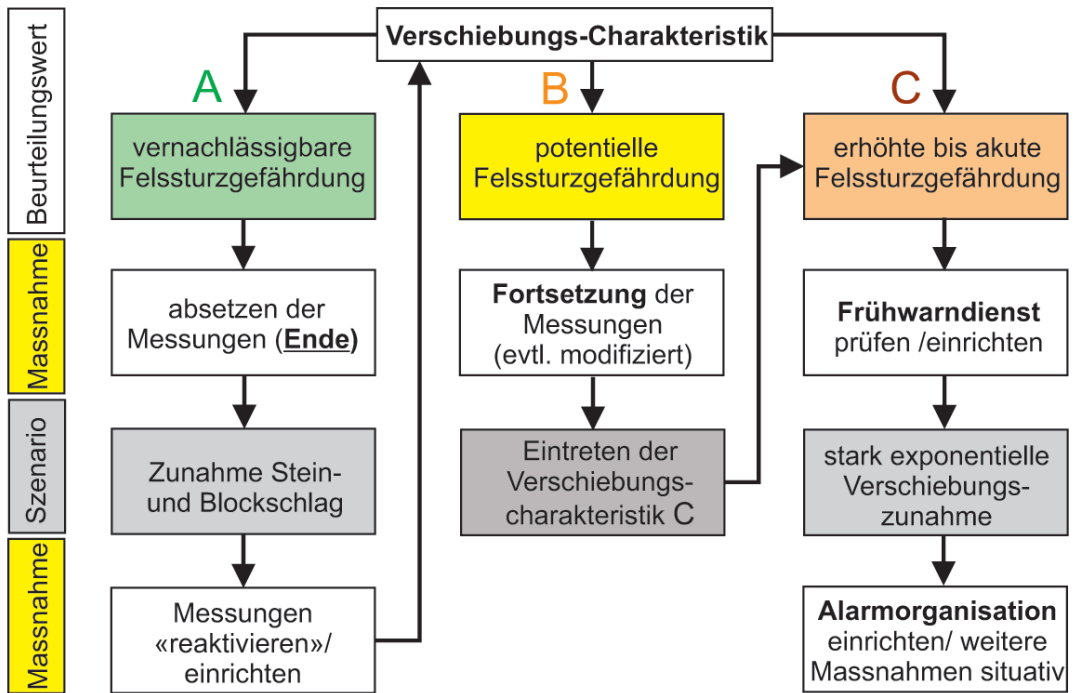 Verschiebungs-Charakteristik
Beurteilungswert
A
vernachlässigbare
Felssturzgefährdung
B
potentielle
Felssturzgefährdung
C
erhöhte bis akute
Felssturzgefährdung
Massnahme
absetzen der
Messungen (Ende)
Fortsetzung der
Messungen
(evtl. modifiziert)
Frühwarndienst
prüfen /einrichten
Szenario
Zunahme Stein-
und Blockschlag
Eintreten der
Verschiebungs-
charakteristik C
stark exponentielle
Verschiebungs-
zunahme
Massnahme
Messungen
«reaktivieren»/
einrichten
Alarmorganisation
einrichten/ weitere
Massnahmen situativ